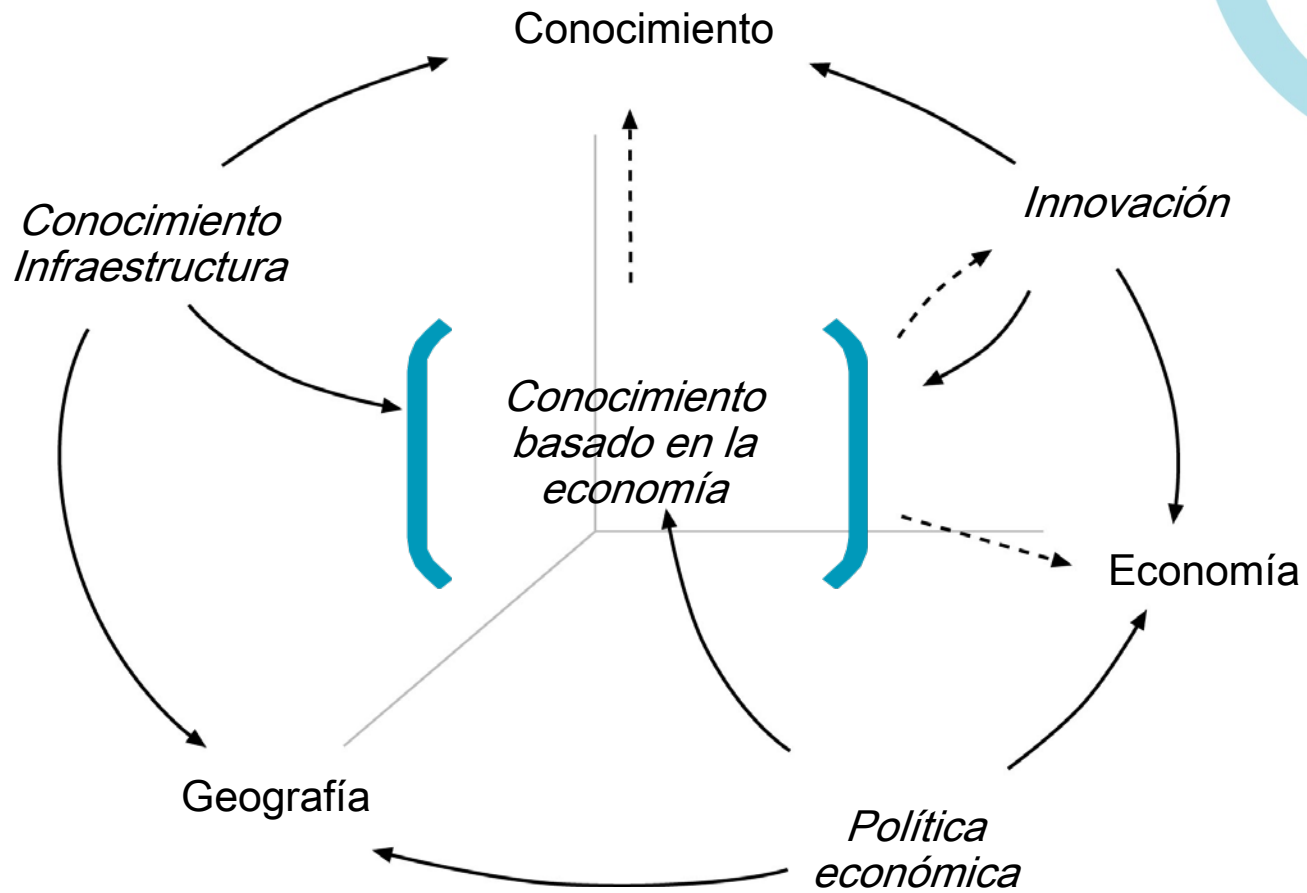 Conocimiento
Conocimiento
Infraestructura
Innovación
Conocimiento
basado en la
economía
Economía
Geografía
Política
económica